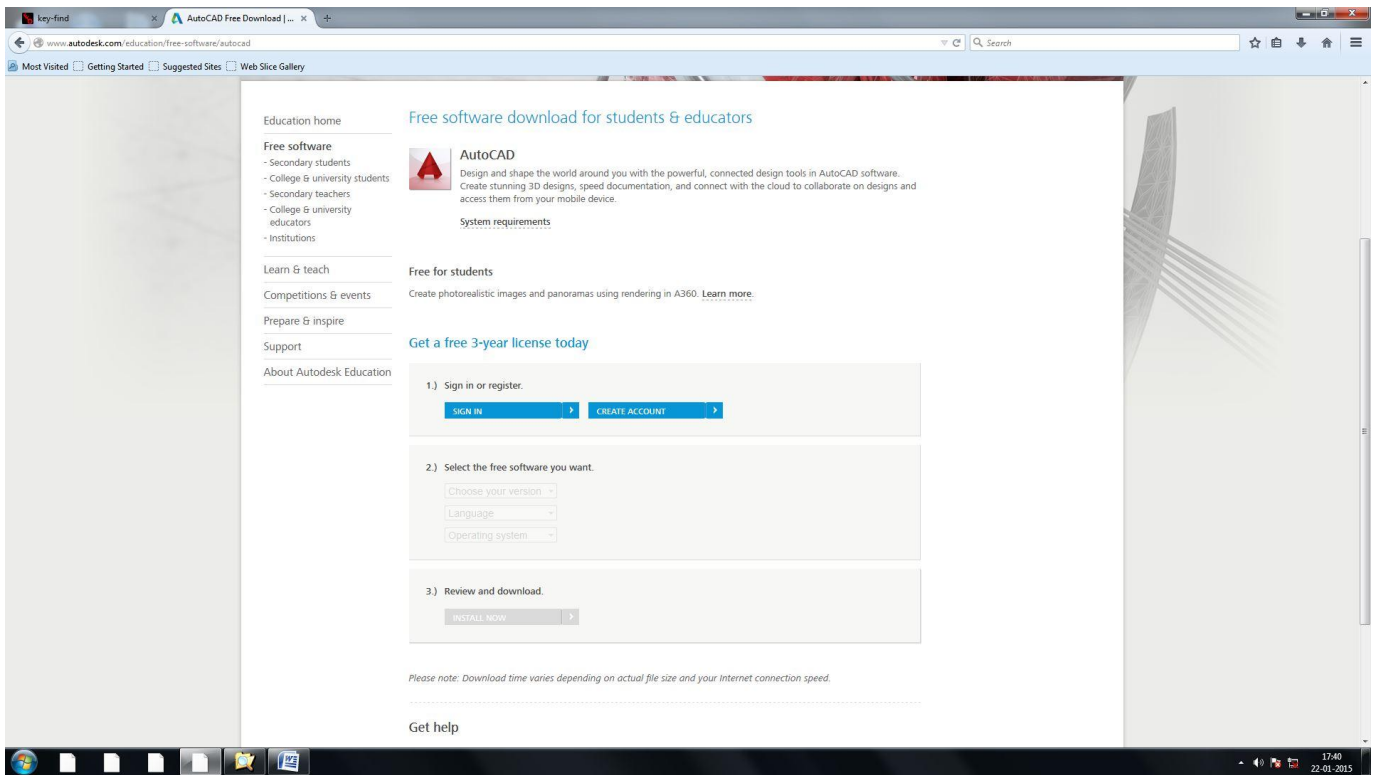 key-find
AutoCAD Free Download | ...
www.autodesk.com/education/free-software/autocad
Search
Most Visited Getting Started Suggested Sites Web Slice Gallery
Education home
Free software
- Secondary students
- College & university students
- Secondary teachers
- College & university
educators
- Institutions
Learn & teach
Competitions & events
Prepare & inspire
Support
About Autodesk Education
Free software download for students & educators
AutoCAD
Design and shape the world around you with the powerful, connected design tools in AutoCAD software.
Create stunning 3D designs, speed documentation, and connect with the cloud to collaborate on designs and
access them from your mobile device.
System requirements
Free for students
Create photorealistic images and panoramas using rendering in A360. Learn more.
Get a free 3-year license today
1.) Sign in or register.
SIGN IN CREATE ACCOUNT
2.) Select the free software you want.
Choose your version
Language
Operating system
3.) Review and download.
INSTALL NOW
Please note: Download time varies depending on actual file size and your Internet connection speed.
Get help
17:40
22-01-2015